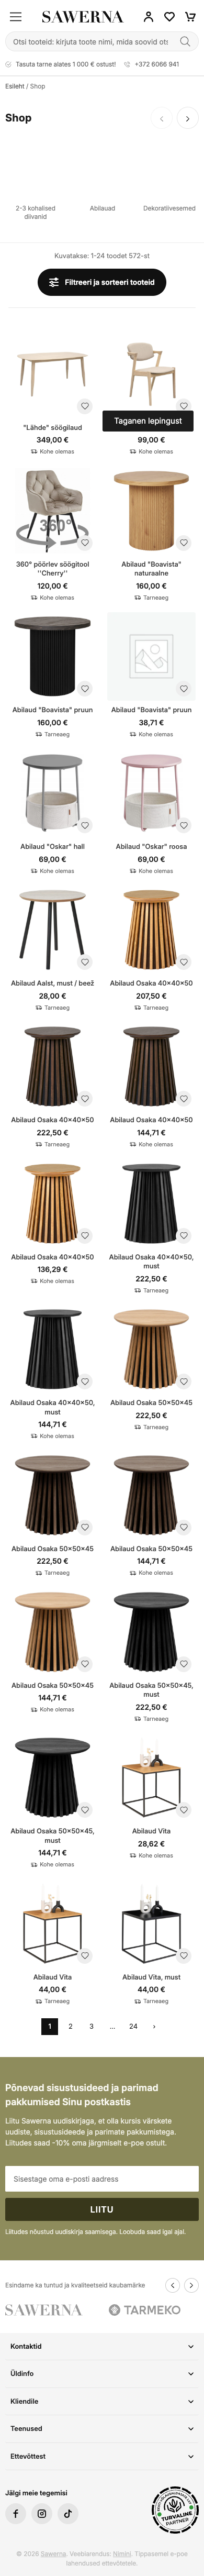 SAWERNA
Otsi tooteid: kirjuta toote nimi, mida soovid ots
Tasuta tarne alates 1 000 € ostust!
+372 6066 941
Esileht / Shop
Shop
2-3 kohalised
diivanid
Abilauad
Dekoratiivesemed
Kuvatakse: 1-24 toodet 572-st
Filtreeri ja sorteeri tooteid
"Lähde" söögilaud
349,00 €
Kohe olemas
Taganen lepingust
99,00 €
Kohe olemas
360°
360° pöörlev söögitool
''Cherry''
120,00 €
Kohe olemas
Abilaud "Boavista"
naturaalne
160,00 €
Tarneaeg
Abilaud "Boavista" pruun
160,00 €
Tarneaeg
Abilaud "Boavista" pruun
38,71 €
Kohe olemas
Abilaud "Oskar" hall
69,00 €
Kohe olemas
Abilaud "Oskar" roosa
69,00 €
Kohe olemas
Abilaud Aalst, must / beež
28,00 €
Tarneaeg
Abilaud Osaka 40×40×50
207,50 €
Tarneaeg
Abilaud Osaka 40×40×50
222,50 €
Tarneaeg
Abilaud Osaka 40×40×50
144,71 €
Kohe olemas
Abilaud Osaka 40×40×50
136,29 €
Kohe olemas
Abilaud Osaka 40×40×50,
must
222,50 €
Tarneaeg
Abilaud Osaka 40×40×50,
must
144,71 €
Kohe olemas
Abilaud Osaka 50×50×45
222,50 €
Tarneaeg
Abilaud Osaka 50×50×45
222,50 €
Tarneaeg
Abilaud Osaka 50×50×45
144,71 €
Kohe olemas
Abilaud Osaka 50×50×45
144,71 €
Kohe olemas
Abilaud Osaka 50×50×45,
must
222,50 €
Tarneaeg
Abilaud Osaka 50×50×45,
must
144,71 €
Kohe olemas
Abilaud Vita
28,62 €
Kohe olemas
Abilaud Vita
44,00 €
Tarneaeg
Abilaud Vita, must
44,00 €
Tarneaeg
1 2 3 … 24 ›
Põnevad sisustusideed ja parimad
pakkumised Sinu postkastis
Liitu Sawerna uudiskirjaga, et olla kursis värskete
uudiste, sisustusideede ja parimate pakkumistega.
Liitudes saad -10% oma järgmiselt e-poe ostult.
Sisestage oma e-posti aadress
LIITU
Liitudes nõustud uudiskirja saamisega. Loobuda saad igal ajal.
Esindame ka tuntud ja kvaliteetseid kaubamärke
SAWERNA
TARMEKO
Kontaktid
Üldinfo
Kliendile
Teenused
Ettevõttest
Jälgi meie tegemisi
TURVALINE
PARTNER
© 2026 Sawerna. Veebiarendus: Nimini. Tipposamel e-poe
lahendused ettevõtetele.